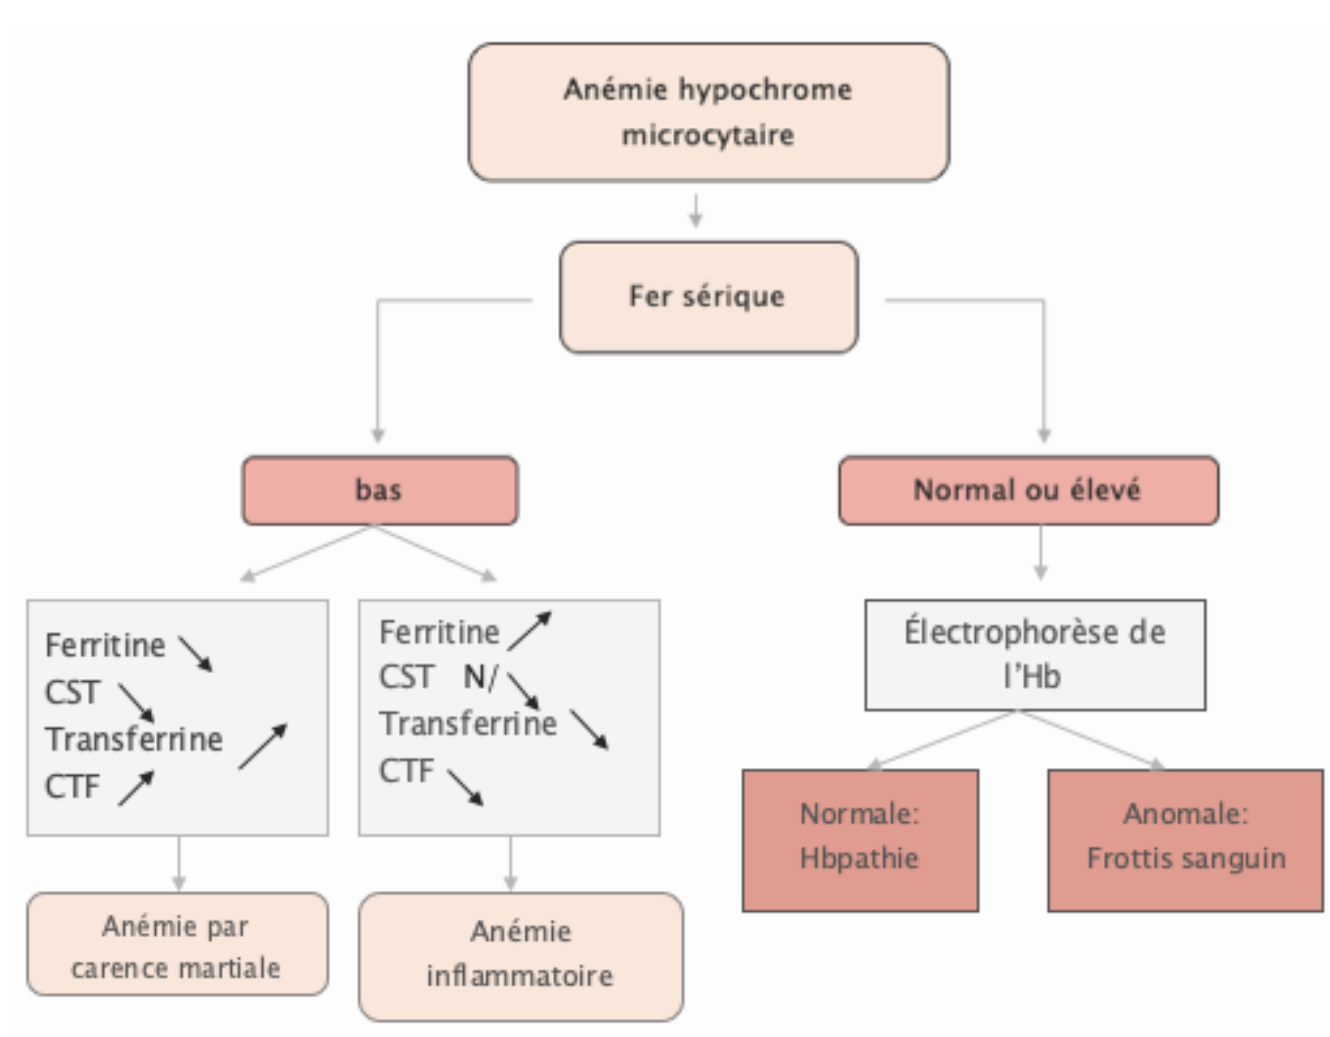 Anémie hypochrome
microcytaire
Fer sérique
bas
Normal ou élevé
Ferritine
CST
Transferrine
CTF
Ferritine
CST N/
Transferrine
CTF
Électrophorèse de
l'Hb
Normale:
Hbpathie
Anomale:
Frottis sanguin
Anémie par
carence martiale
Anémie
inflammatoire